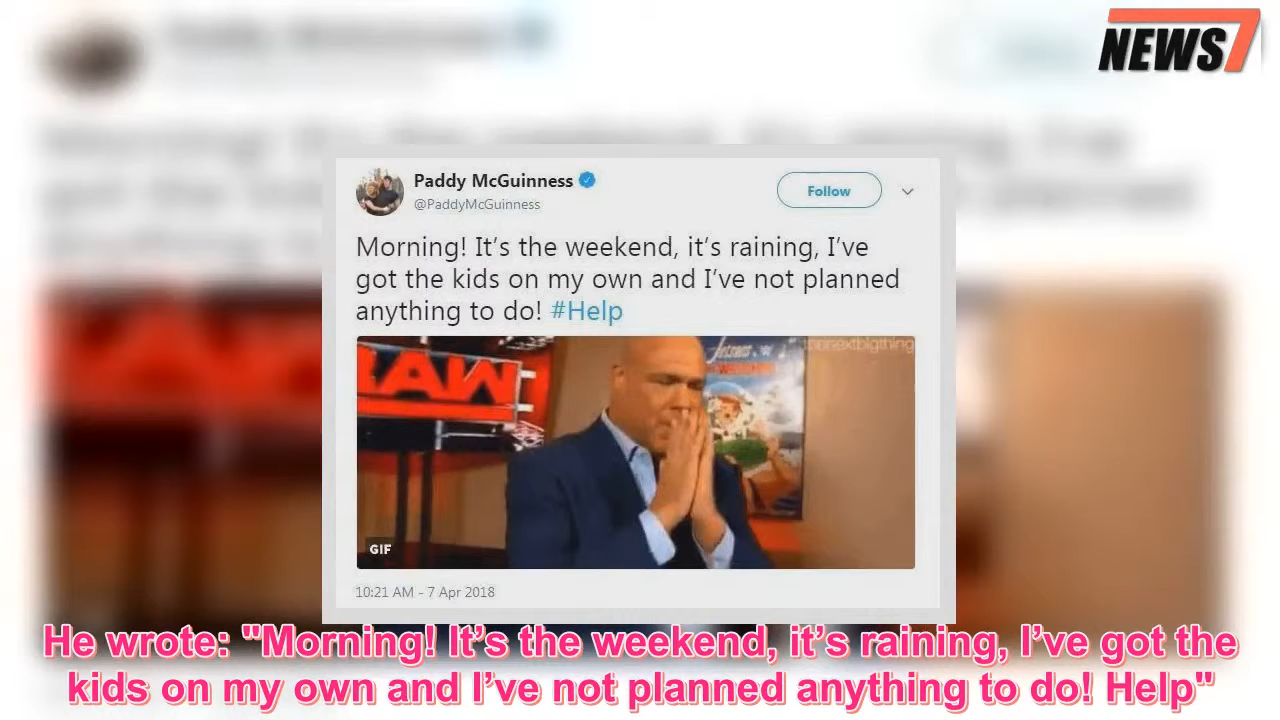 NEWS7
Paddy McGuinness
@PaddyMcGuinness
Follow
Morning! It’s the weekend, it’s raining, I’ve
got the kids on my own and I’ve not planned
anything to do! #Help
thenextbigthing
RAW
GIF
10:21 AM - 7 Apr 2018
He wrote: "Morning! It’s the weekend, it’s raining, I’ve got the
kids on my own and I’ve not planned anything to do! Help"